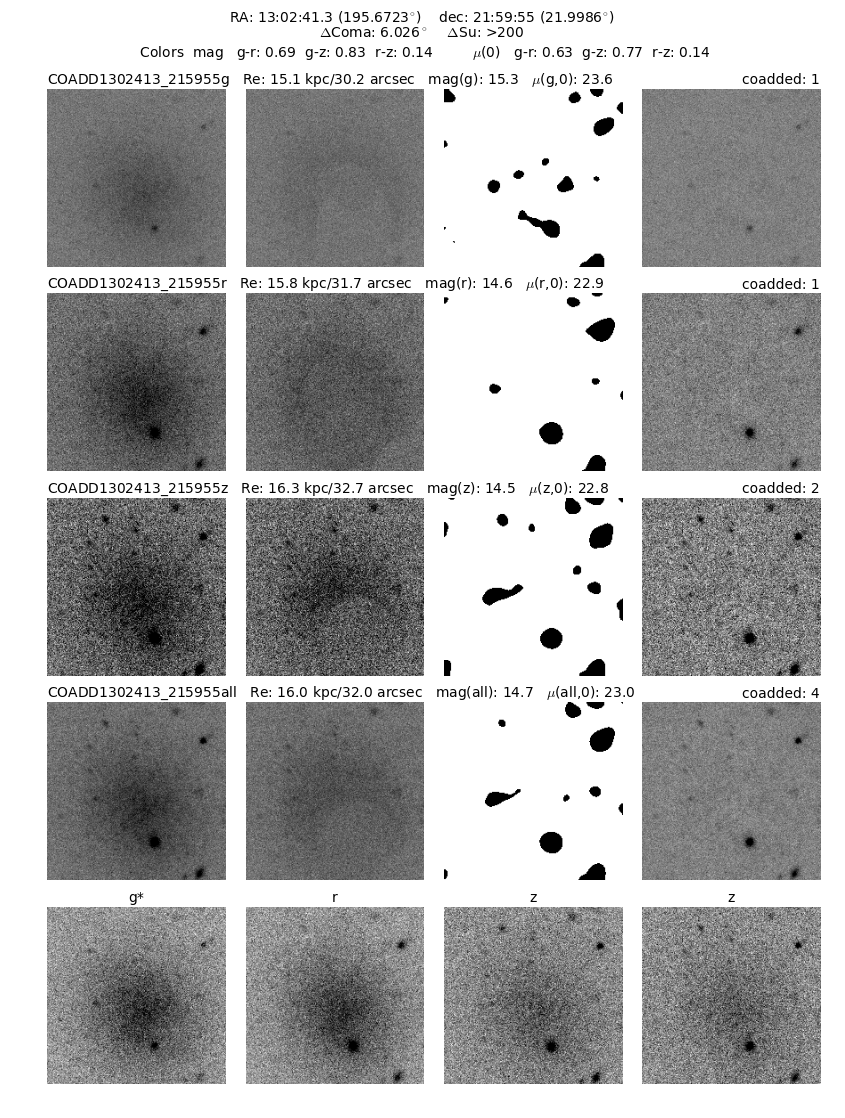 RA: 13:02:41.3 (195.6723°) dec: 21:59:55 (21.9986°)
ΔComa: 6.026° ΔSu: >200
Colors mag g-r: 0.69 g-z: 0.83 r-z: 0.14 μ(0) g-r: 0.63 g-z: 0.77 r-z: 0.14
COADD1302413_215955g Re: 15.1 kpc/30.2 arcsec mag(g): 15.3 μ(g,0): 23.6 coadded: 1
COADD1302413_215955r Re: 15.8 kpc/31.7 arcsec mag(r): 14.6 μ(r,0): 22.9 coadded: 1
COADD1302413_215955z Re: 16.3 kpc/32.7 arcsec mag(z): 14.5 μ(z,0): 22.8 coadded: 2
COADD1302413_215955all Re: 16.0 kpc/32.0 arcsec mag(all): 14.7 μ(all,0): 23.0 coadded: 4
g* r z z